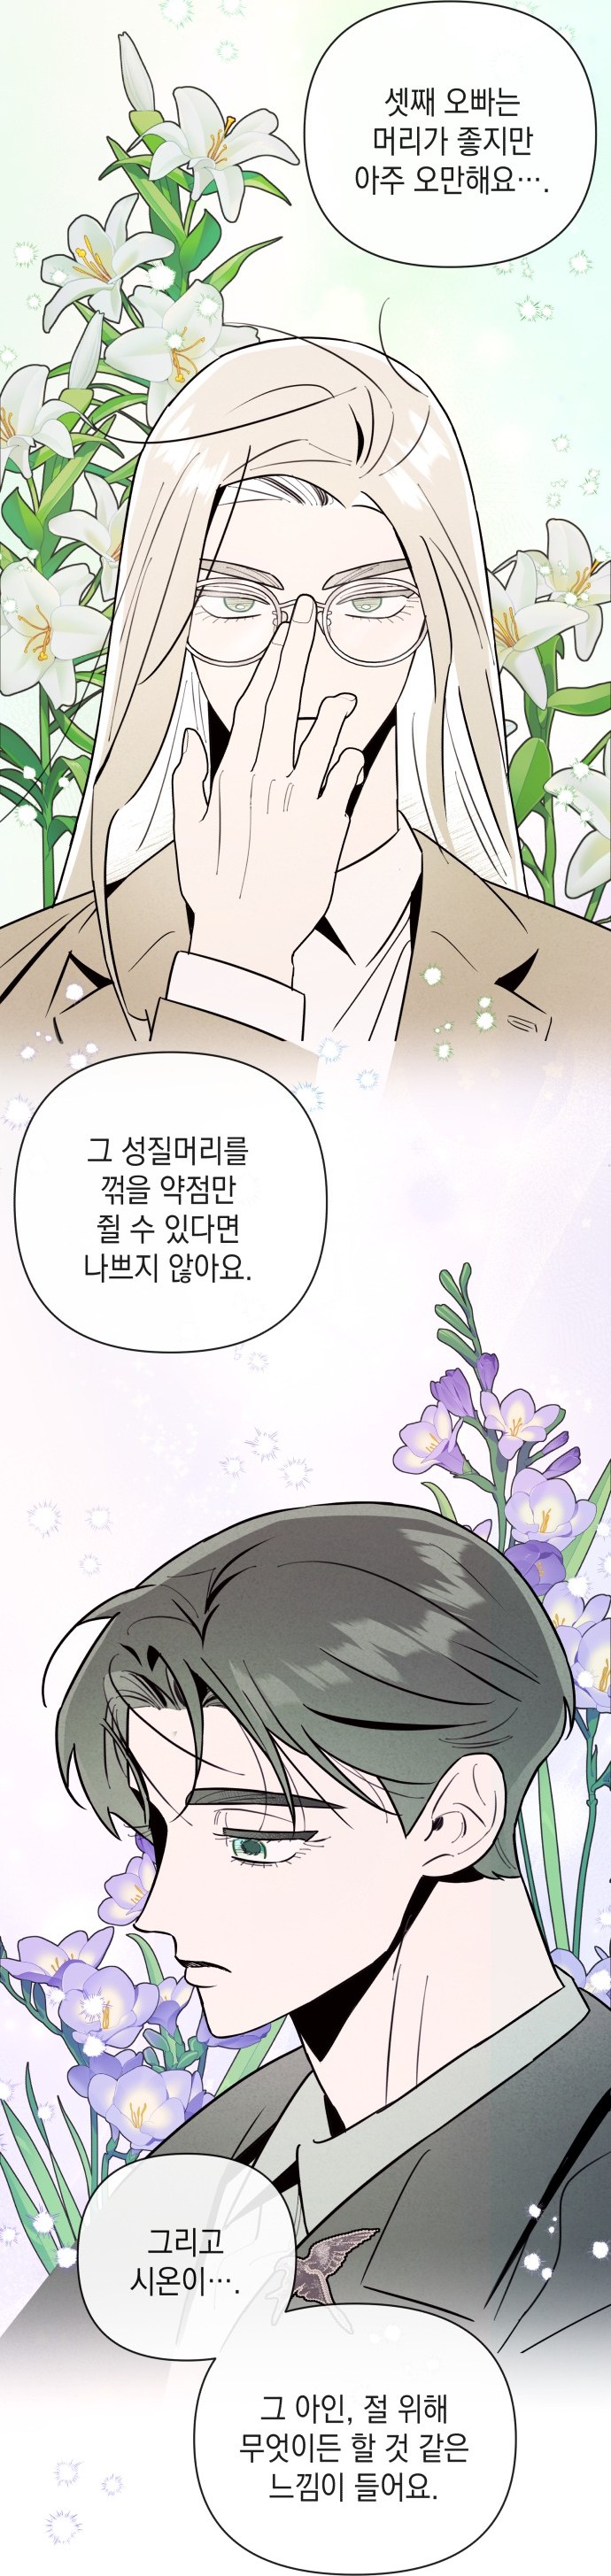 셋째 오빠는
머리가 좋지만
아주 오만해요….
그 성질머리를
꺾을 약점만
쥘 수 있다면
나쁘지 않아요.
그리고
시온이….
그 아인, 절 위해
무엇이든 할 것 같은
느낌이 들어요.